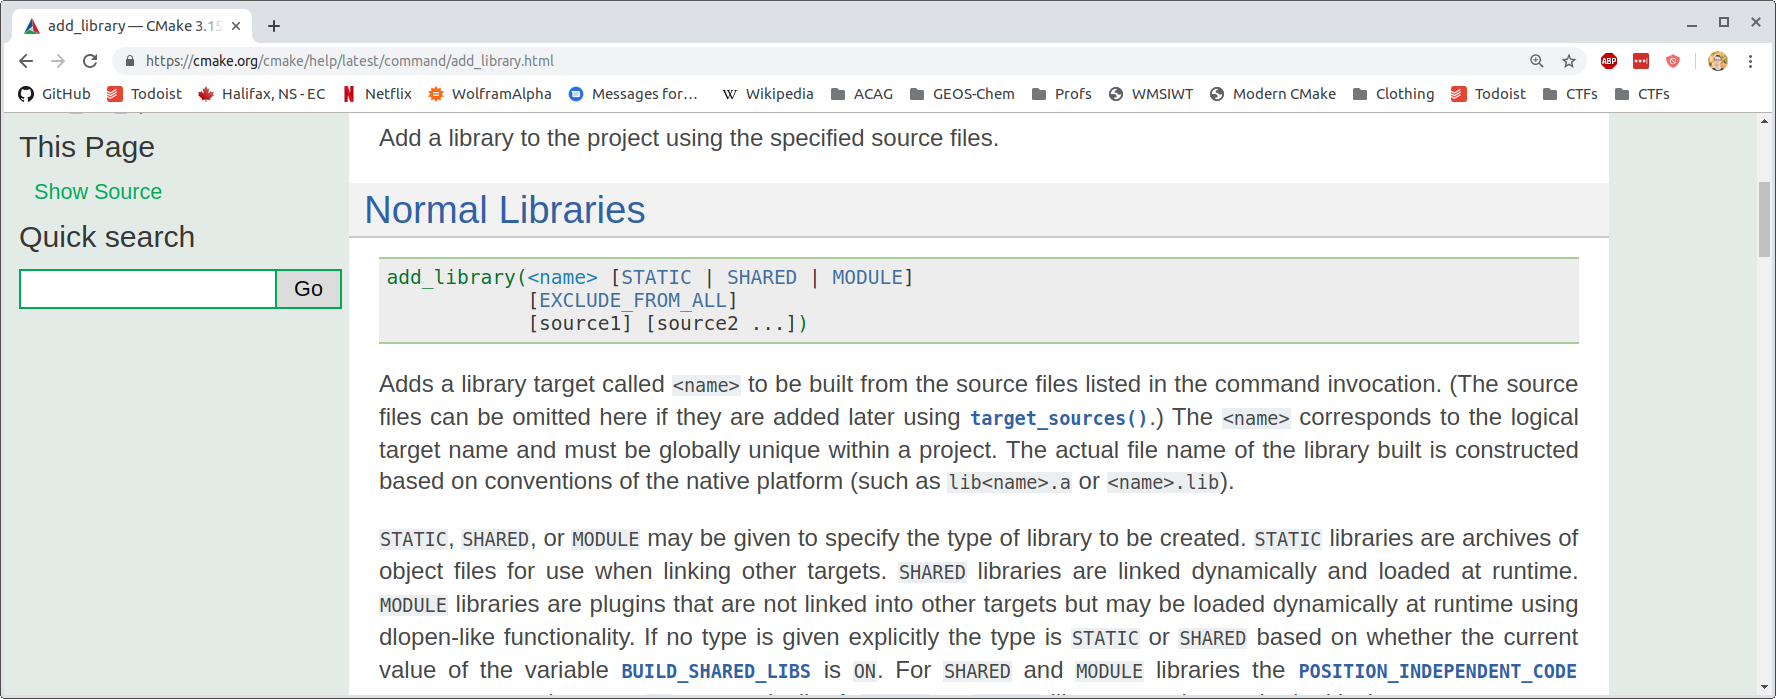 add_library — CMake 3.15
https://cmake.org/cmake/help/latest/command/add_library.html
ABP
GitHub Todoist Halifax, NS - EC Netflix WolframAlpha Messages for... Wikipedia ACAG GEOS-Chem Profs WMSIWT Modern CMake Clothing Todoist CTFs CTFs
This Page
Show Source
Quick search
Go
Add a library to the project using the specified source files.
Normal Libraries
add_library(<name> [STATIC | SHARED | MODULE]
[EXCLUDE_FROM_ALL]
[source1] [source2 ...])
Adds a library target called <name> to be built from the source files listed in the command invocation. (The source
files can be omitted here if they are added later using target_sources().) The <name> corresponds to the logical
target name and must be globally unique within a project. The actual file name of the library built is constructed
based on conventions of the native platform (such as lib<name>.a or <name>.lib).
STATIC, SHARED, or MODULE may be given to specify the type of library to be created. STATIC libraries are archives of
object files for use when linking other targets. SHARED libraries are linked dynamically and loaded at runtime.
MODULE libraries are plugins that are not linked into other targets but may be loaded dynamically at runtime using
dlopen-like functionality. If no type is given explicitly the type is STATIC or SHARED based on whether the current
value of the variable BUILD_SHARED_LIBS is ON. For SHARED and MODULE libraries the POSITION_INDEPENDENT_CODE